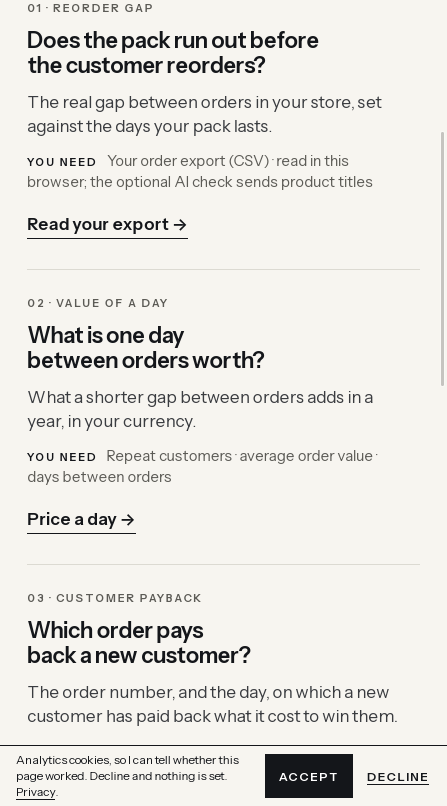 01 · REORDER GAP
Does the pack run out before
the customer reorders?
The real gap between orders in your store, set
against the days your pack lasts.
YOU NEED Your order export (CSV) · read in this
browser; the optional AI check sends product titles
Read your export →
02 · VALUE OF A DAY
What is one day
between orders worth?
What a shorter gap between orders adds in a
year, in your currency.
YOU NEED Repeat customers · average order value ·
days between orders
Price a day →
03 · CUSTOMER PAYBACK
Which order pays
back a new customer?
The order number, and the day, on which a new
customer has paid back what it cost to win them.
Analytics cookies, so I can tell whether this
page worked. Decline and nothing is set.
Privacy.
ACCEPT
DECLINE